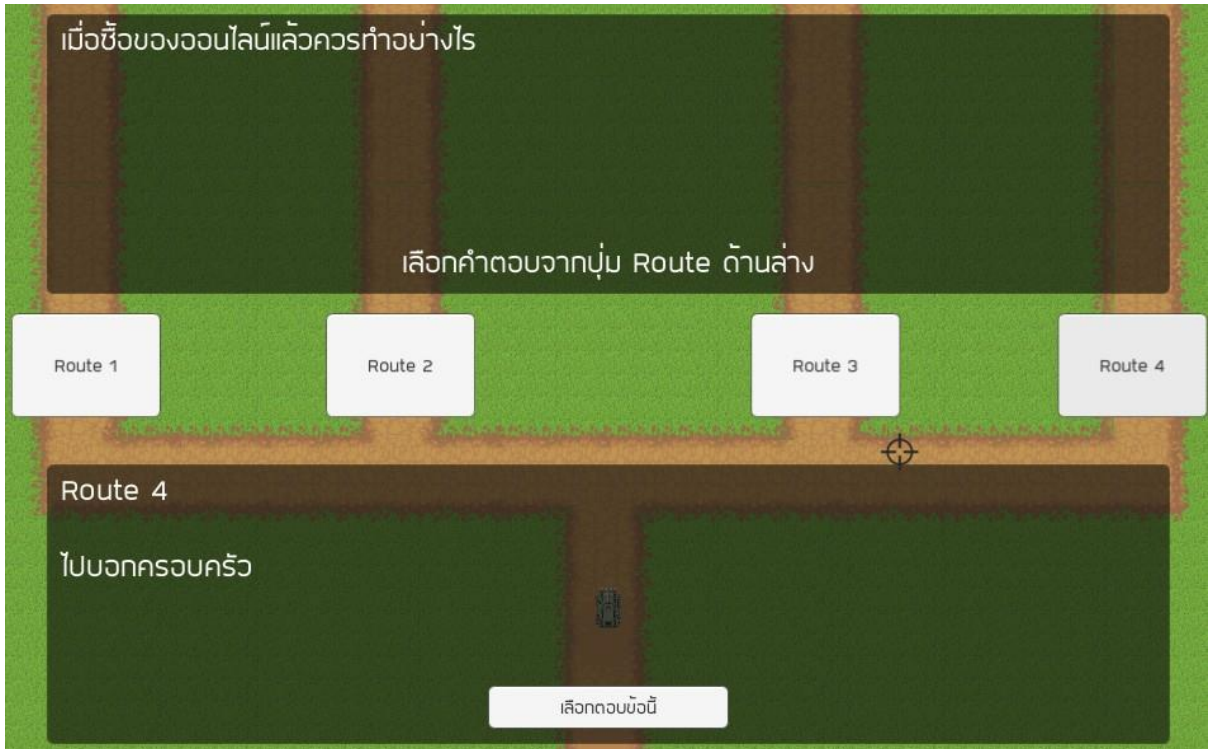 เมื่อซื้อของออนไลน์แล้วควรทำอย่างไร
เลือกคำตอบจากปุ่ม Route ด้านล่าง
Route 1
Route 2
Route 3
Route 4
Route 4
ไปบอกครอบครัว
เลือกตอบข้อนี้